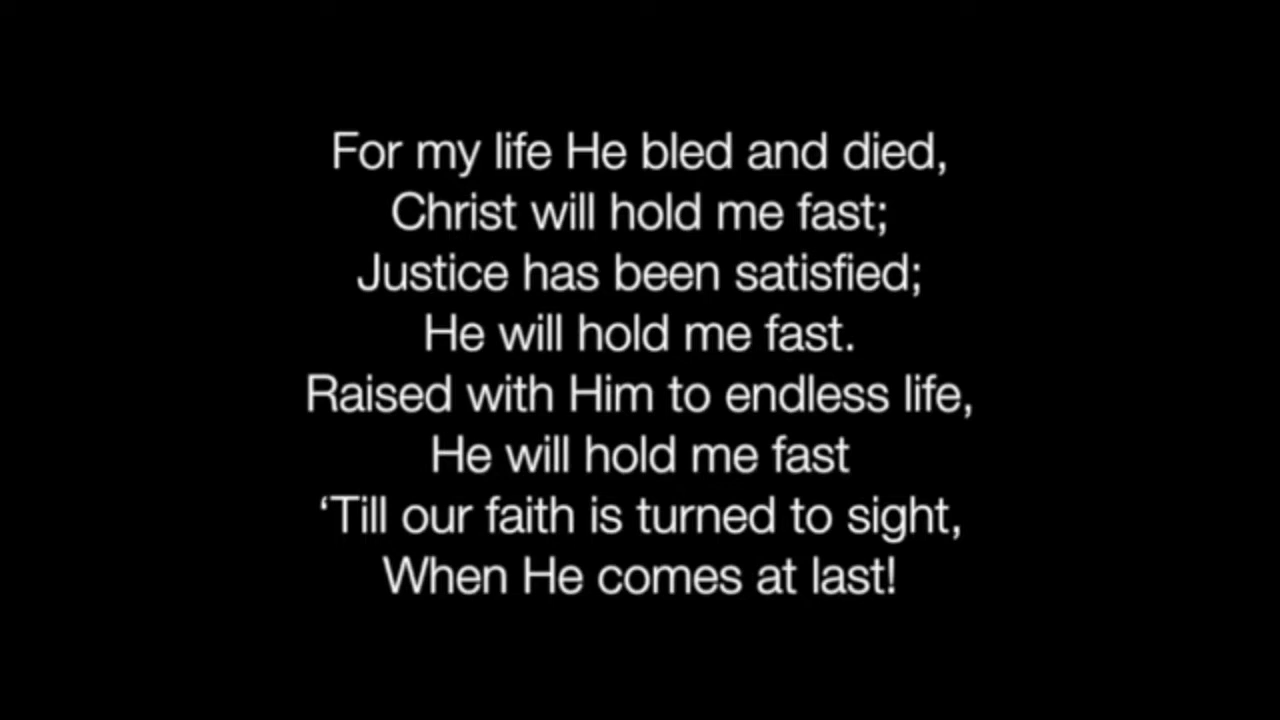 For my life He bled and died,
Christ will hold me fast;
Justice has been satisfied;
He will hold me fast.
Raised with Him to endless life,
He will hold me fast
‘Till our faith is turned to sight,
When He comes at last!